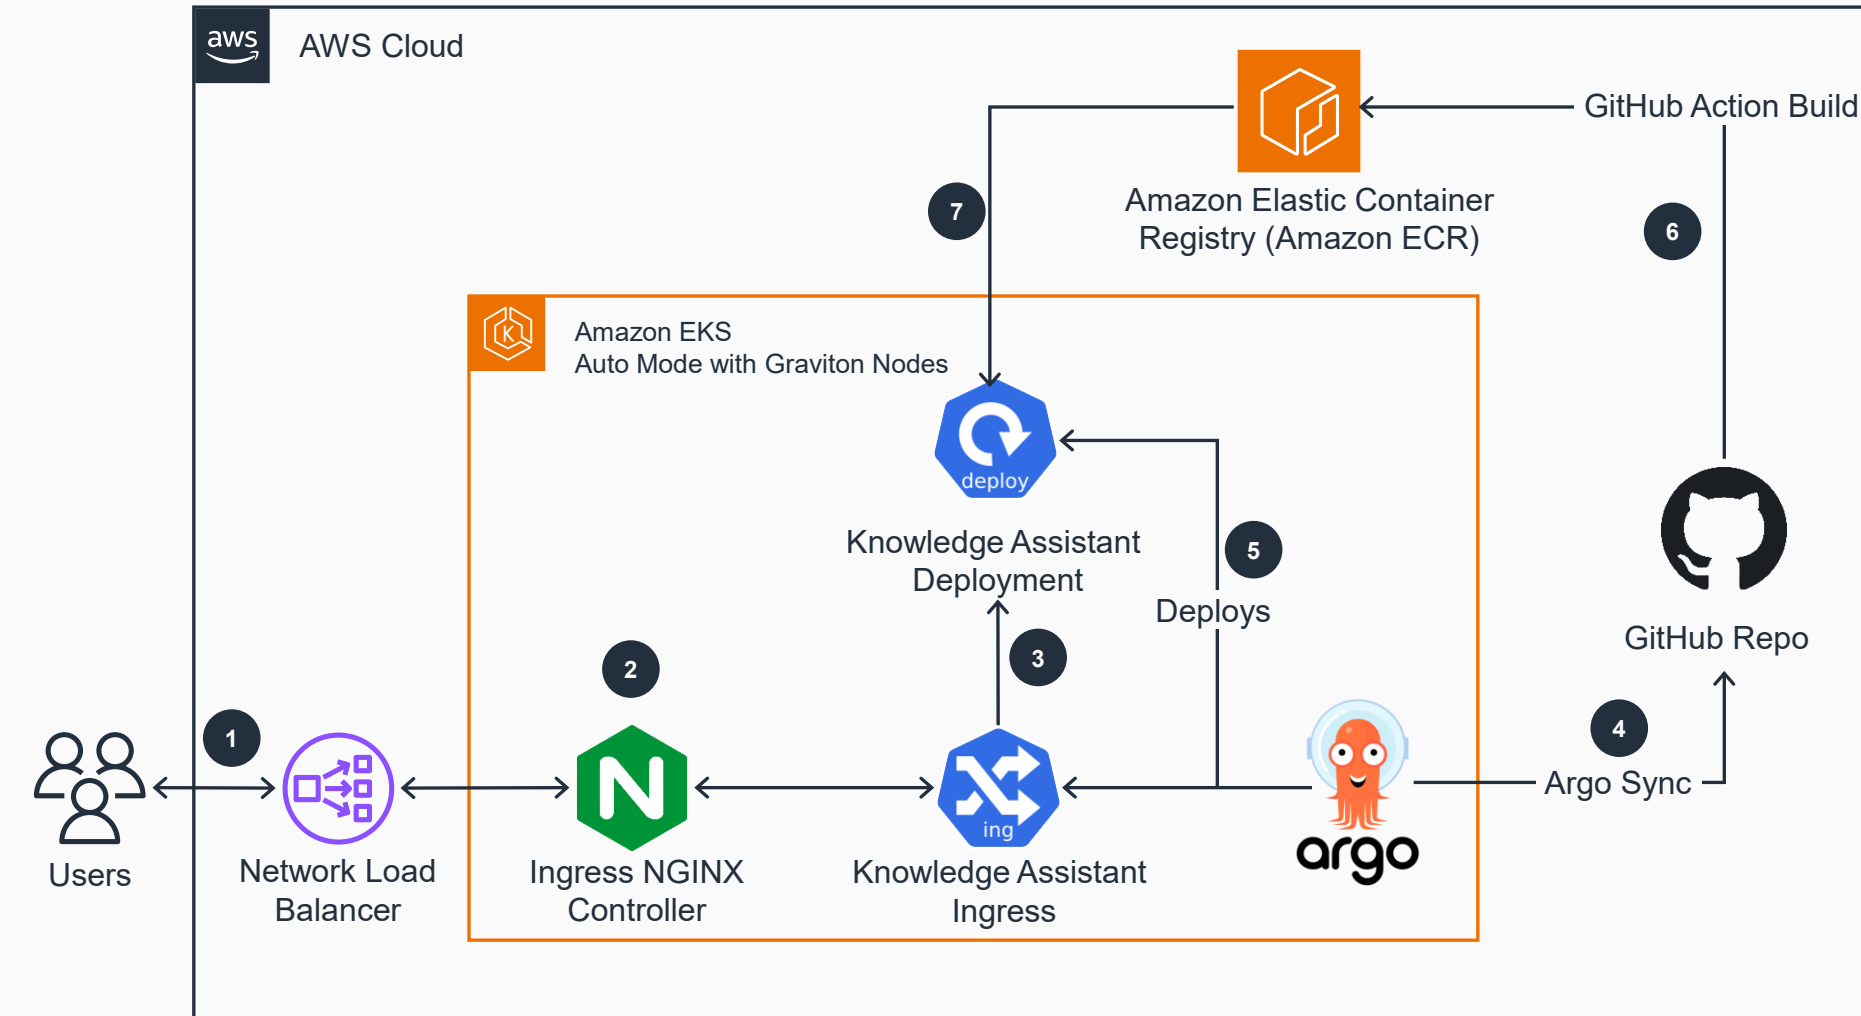 aws
AWS Cloud
GitHub Action Build
Amazon Elastic Container
Registry (Amazon ECR)
7
6
K
Amazon EKS
Auto Mode with Graviton Nodes
deploy
Knowledge Assistant
Deployment
5
Deploys
GitHub Repo
3
2
1
4
Argo Sync
N
ing
argo
Users
Network Load
Balancer
Ingress NGINX
Controller
Knowledge Assistant
Ingress